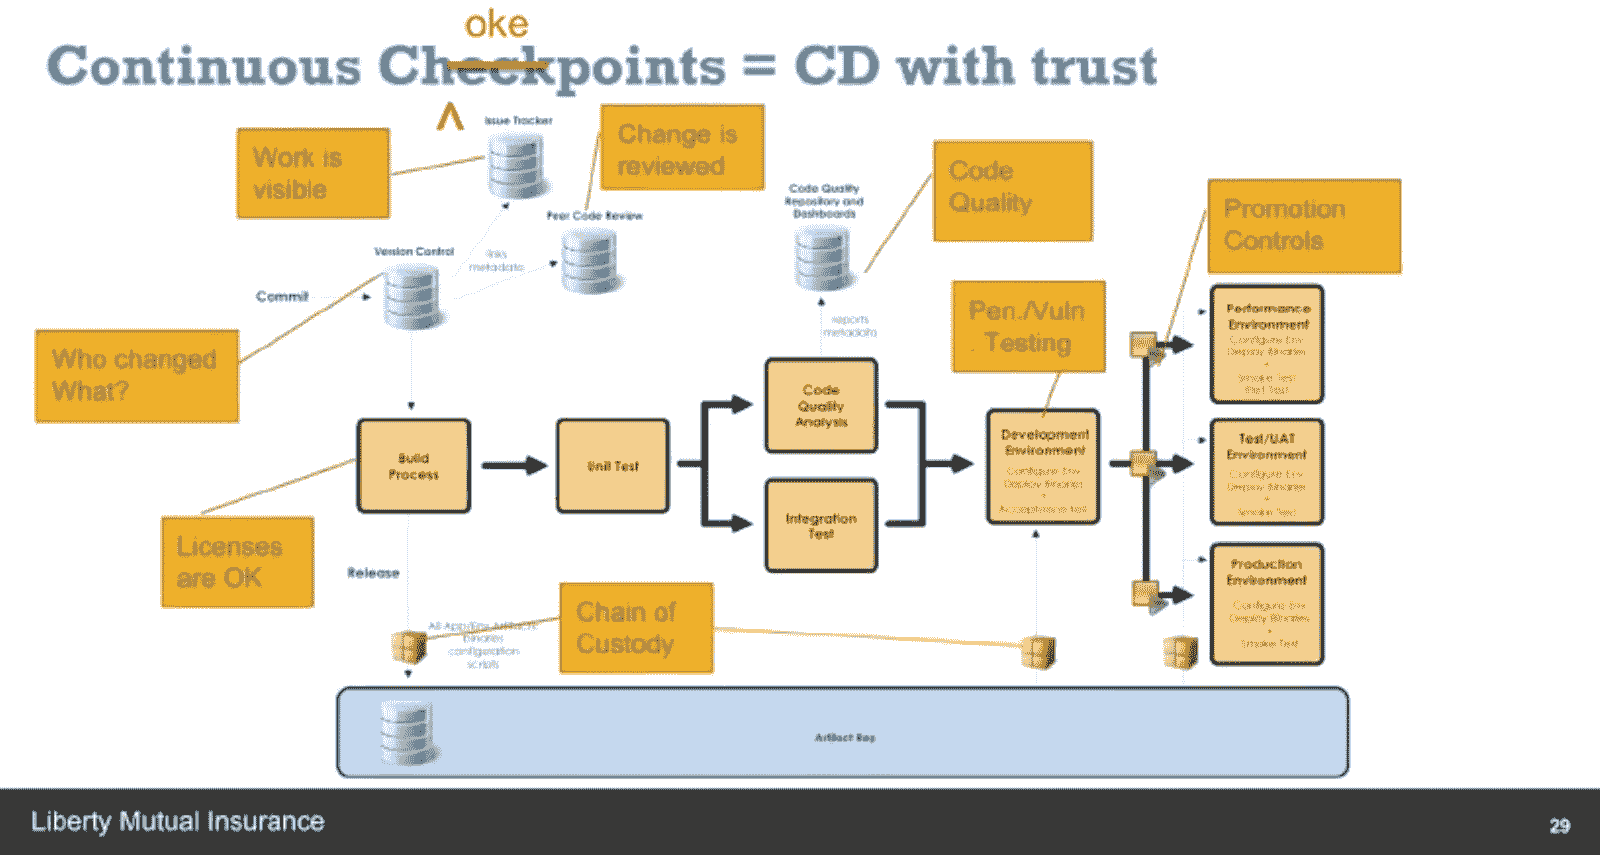 oke
Continuous Checkpoints = CD with trust
^
Issue Tracker
Work is
visible
Change is
reviewed
Code
Quality
Code Quality
Repository and
Dashboards
Promotion
Controls
Peer Code Review
Version Control
links
metadata
Commit
reports
metadata
Pen./Vuln
. Testing
Who changed
What?
Performance
Environment
Configure Env
Deploy Binaries
+
Smoke Test
Perf Test
Code
Quality
Analysis
Build
Process
Unit Test
Development
Environment
Configure Env
Deploy Binaries
+
Acceptance Test
Test/UAT
Environment
Configure Env
Deploy Binaries
+
Smoke Test
Integration
Test
Licenses
are OK
Release
Production
Environment
Configure Env
Deploy Binaries
+
Smoke Test
Chain of
Custody
binaries
configuration
scripts
Artifact Rep
Liberty Mutual Insurance
29